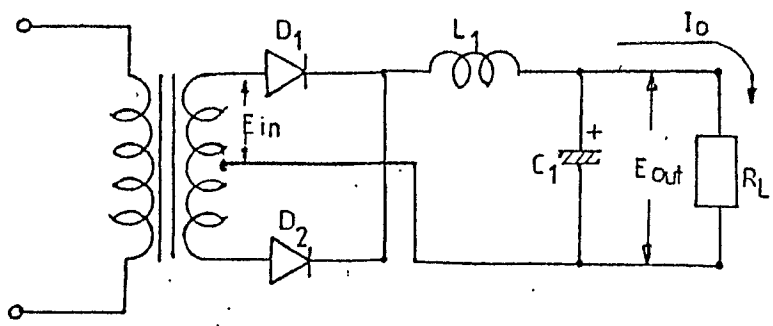 D1
L1
Io
Ein
+
C1
Eout
RL
D2